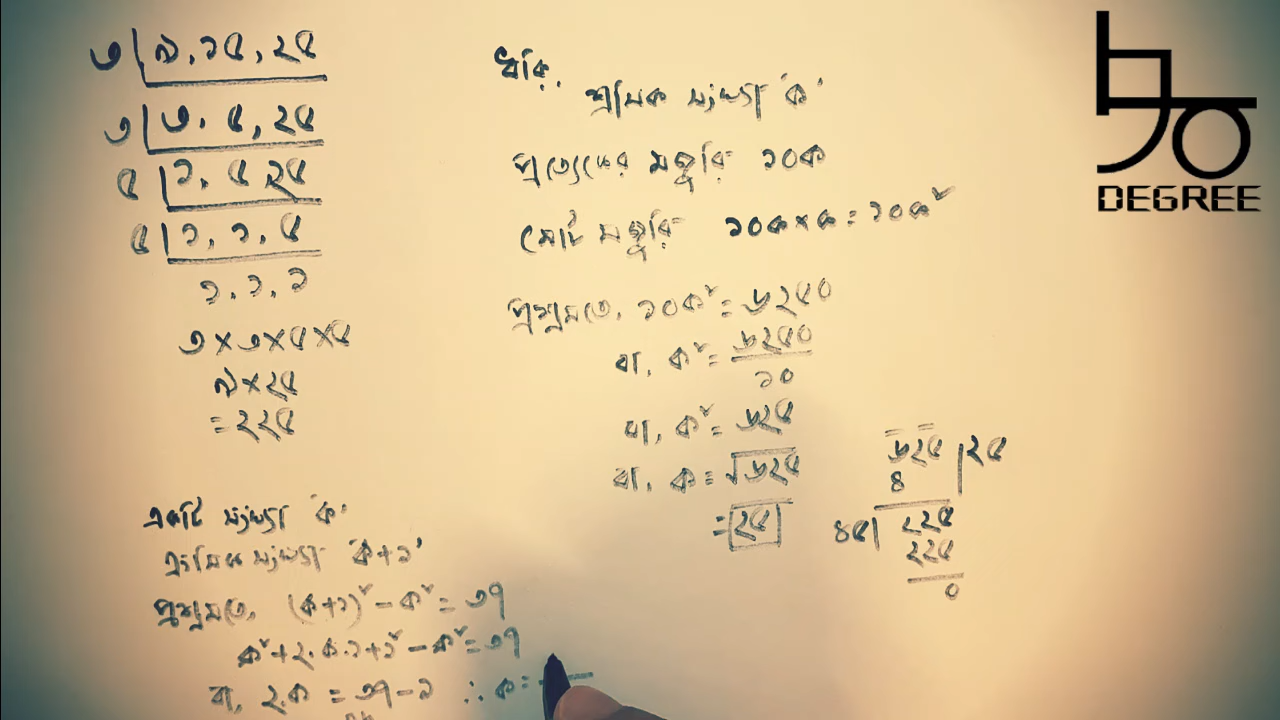 ৩ | ৯, ১৫, ২৫
৩ | ৩, ৫, ২৫
৫ | ১, ৫, ২৫
৫ | ১, ১, ৫
১, ১, ১
৩ × ৩ × ৫ × ৫
৯ × ২৫
= ২২৫
একটি সংখ্যা 'ক'
ক্রমিক সংখ্যা 'ক+১'
প্রশ্নমতে, (ক+১)² - ক² = ৩৭
ক² + ২.ক.১ + ১² - ক² = ৩৭
বা, ২.ক = ৩৭ - ১ ∴ ক =
ধরি,
শ্রমিক সংখ্যা 'ক'
প্রত্যেকের মজুরি ১০ক
মোট মজুরি ১০ক×ক = ১০ক²
প্রশ্নমতে, ১০ক² = ৬২৫০
বা, ক² = ৬২৫০/১০
বা, ক² = ৬২৫
বা, ক = √৬২৫
= ২৫
৬২৫ | ২৫
৪
৪৫ | ২২৫
২২৫
০
৯০
DEGREE